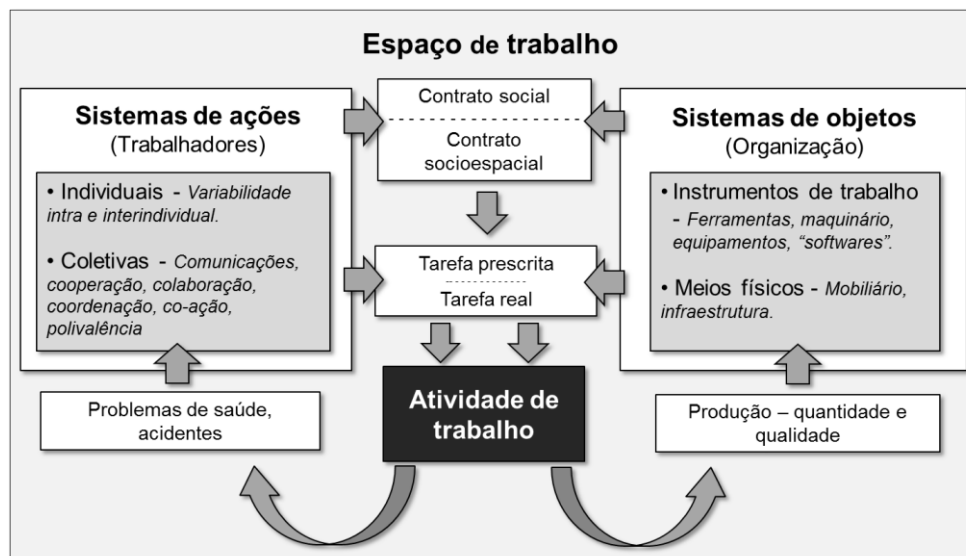 Espaço de trabalho
Sistemas de ações
(Trabalhadores)
• Individuais - Variabilidade
intra e interindividual.
• Coletivas - Comunicações,
cooperação, colaboração,
coordenação, co-ação,
polivalência
Problemas de saúde,
acidentes
Contrato social
Contrato
socioespacial
Tarefa prescrita
Tarefa real
Atividade de
trabalho
Sistemas de objetos
(Organização)
• Instrumentos de trabalho
- Ferramentas, maquinário,
equipamentos, “softwares”.
• Meios físicos - Mobiliário,
infraestrutura.
Produção – quantidade e
qualidade